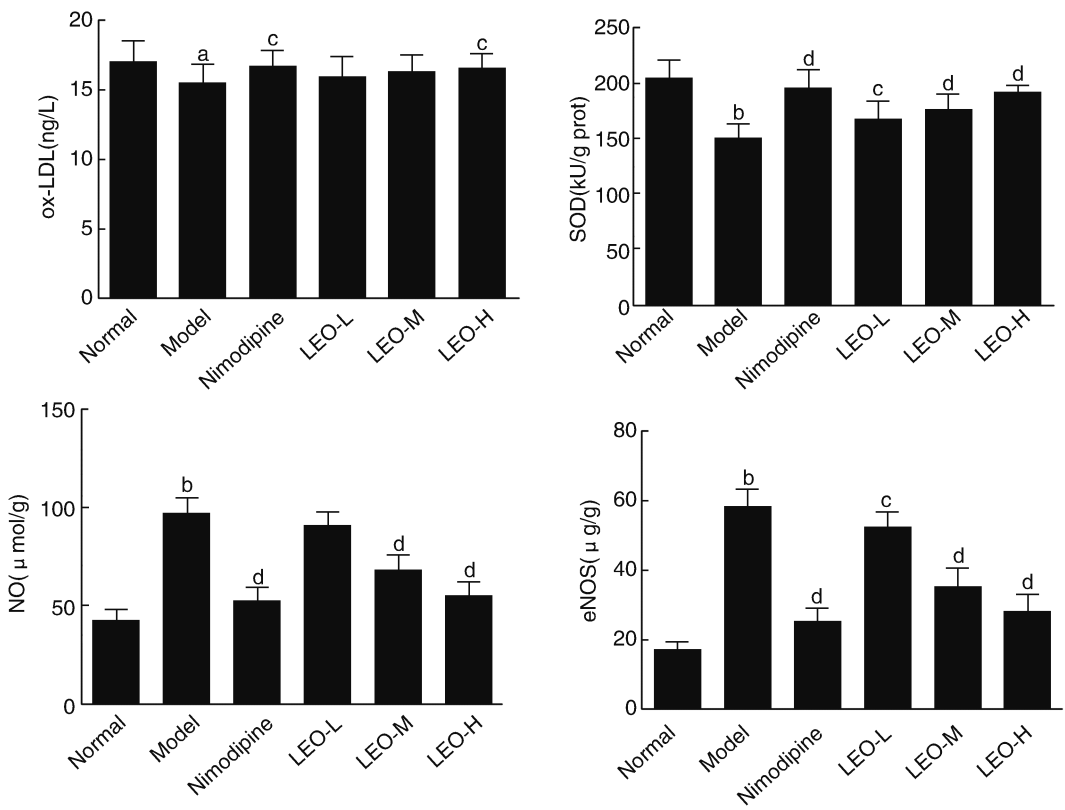 ox-LDL(ng/L)
20
15
10
5
0
a
c
c
Normal
Model
Nimodipine
LEO-L
LEO-M
LEO-H
SOD(kU/g prot)
250
200
150
100
50
0
b
d
c
d
d
Normal
Model
Nimodipine
LEO-L
LEO-M
LEO-H
NO( μ mol/g)
150
100
50
0
b
d
d
d
Normal
Model
Nimodipine
LEO-L
LEO-M
LEO-H
eNOS( μ g/g)
80
60
40
20
0
b
d
c
d
d
Normal
Model
Nimodipine
LEO-L
LEO-M
LEO-H